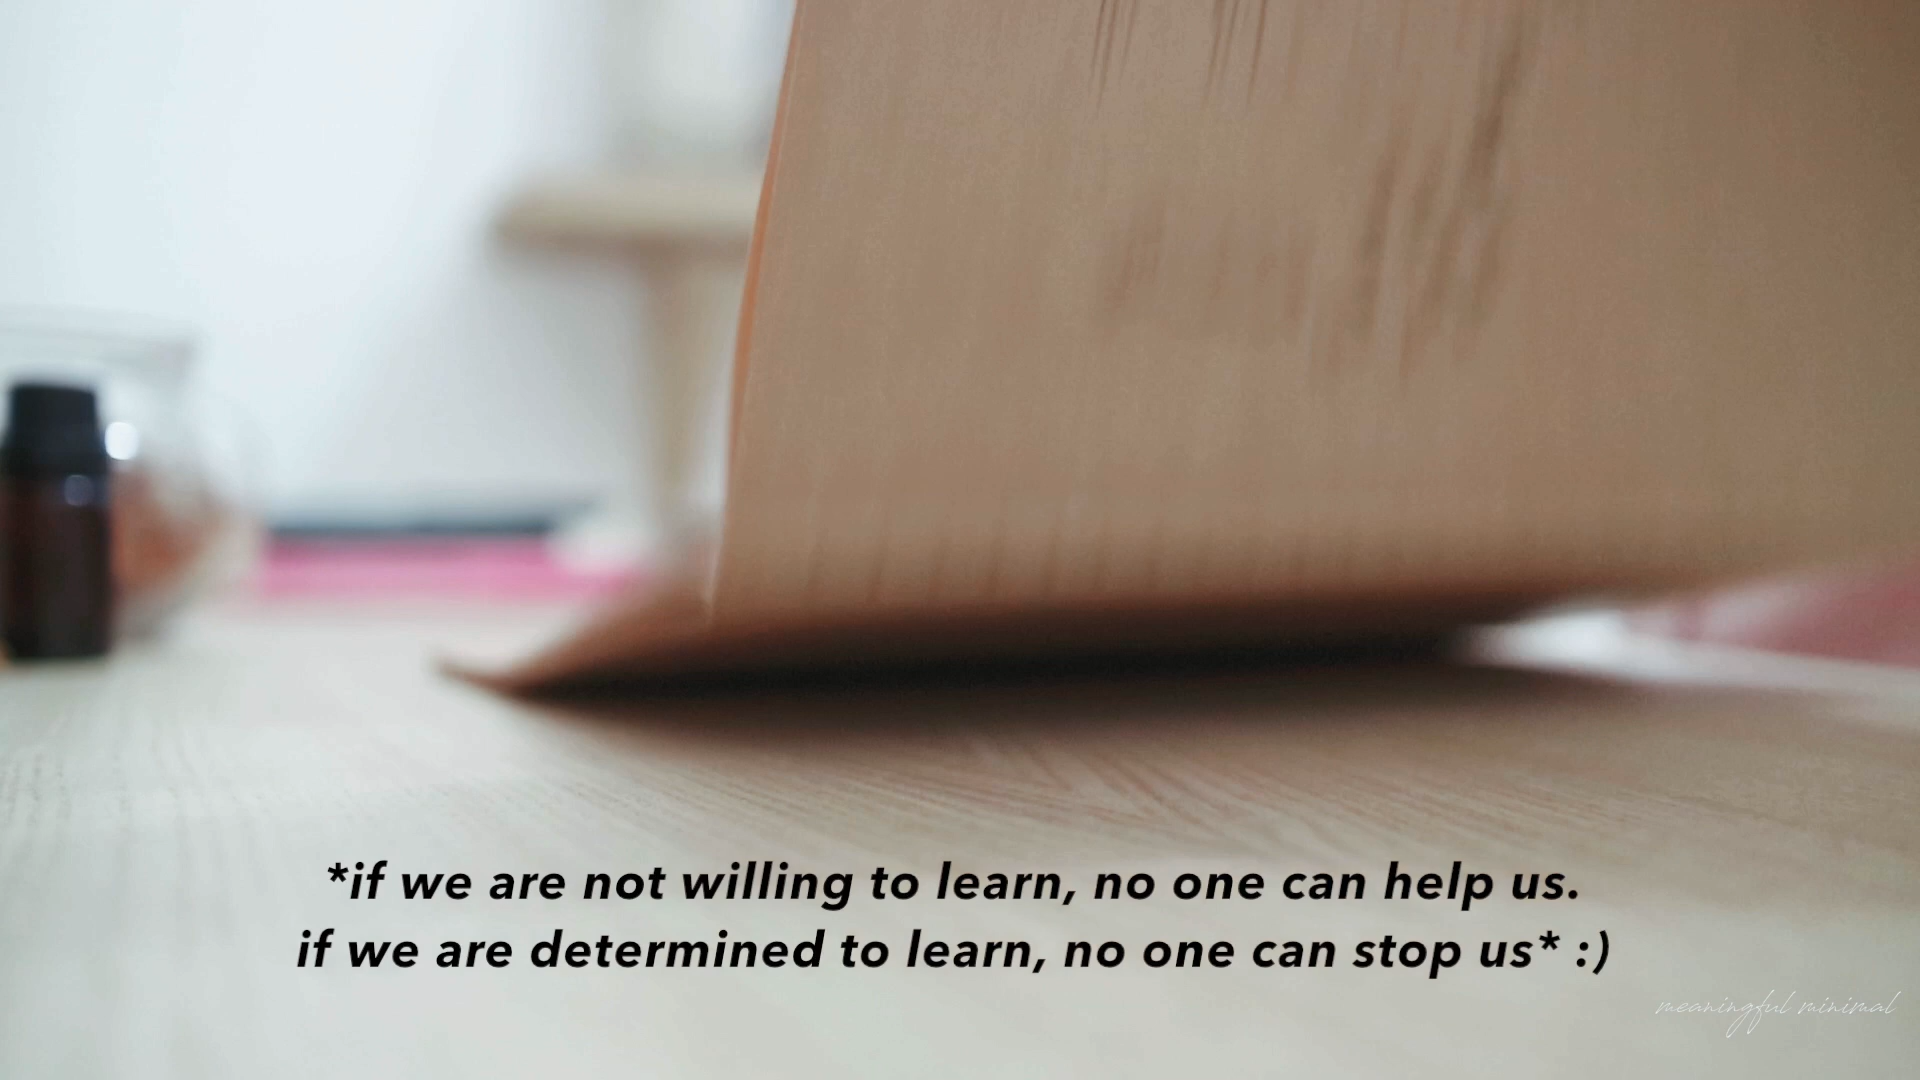 *if we are not willing to learn, no one can help us.
if we are determined to learn, no one can stop us* :)
meaningful minimal